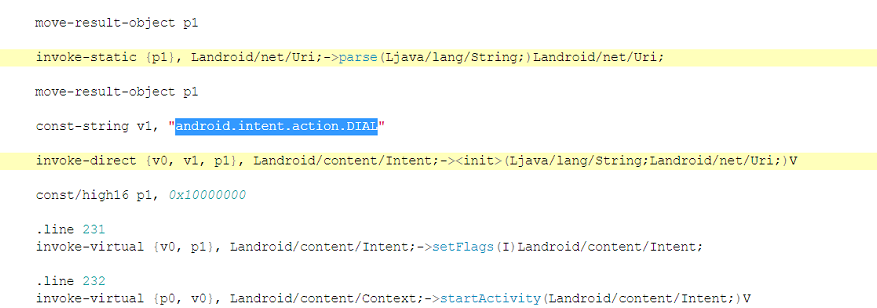 move-result-object p1
invoke-static {p1}, Landroid/net/Uri;->parse(Ljava/lang/String;)Landroid/net/Uri;
move-result-object p1
const-string v1, "android.intent.action.DIAL"
invoke-direct {v0, v1, p1}, Landroid/content/Intent;-><init>(Ljava/lang/String;Landroid/net/Uri;)V
const/high16 p1, 0x10000000
.line 231
invoke-virtual {v0, p1}, Landroid/content/Intent;->setFlags(I)Landroid/content/Intent;
.line 232
invoke-virtual {p0, v0}, Landroid/content/Context;->startActivity(Landroid/content/Intent;)V